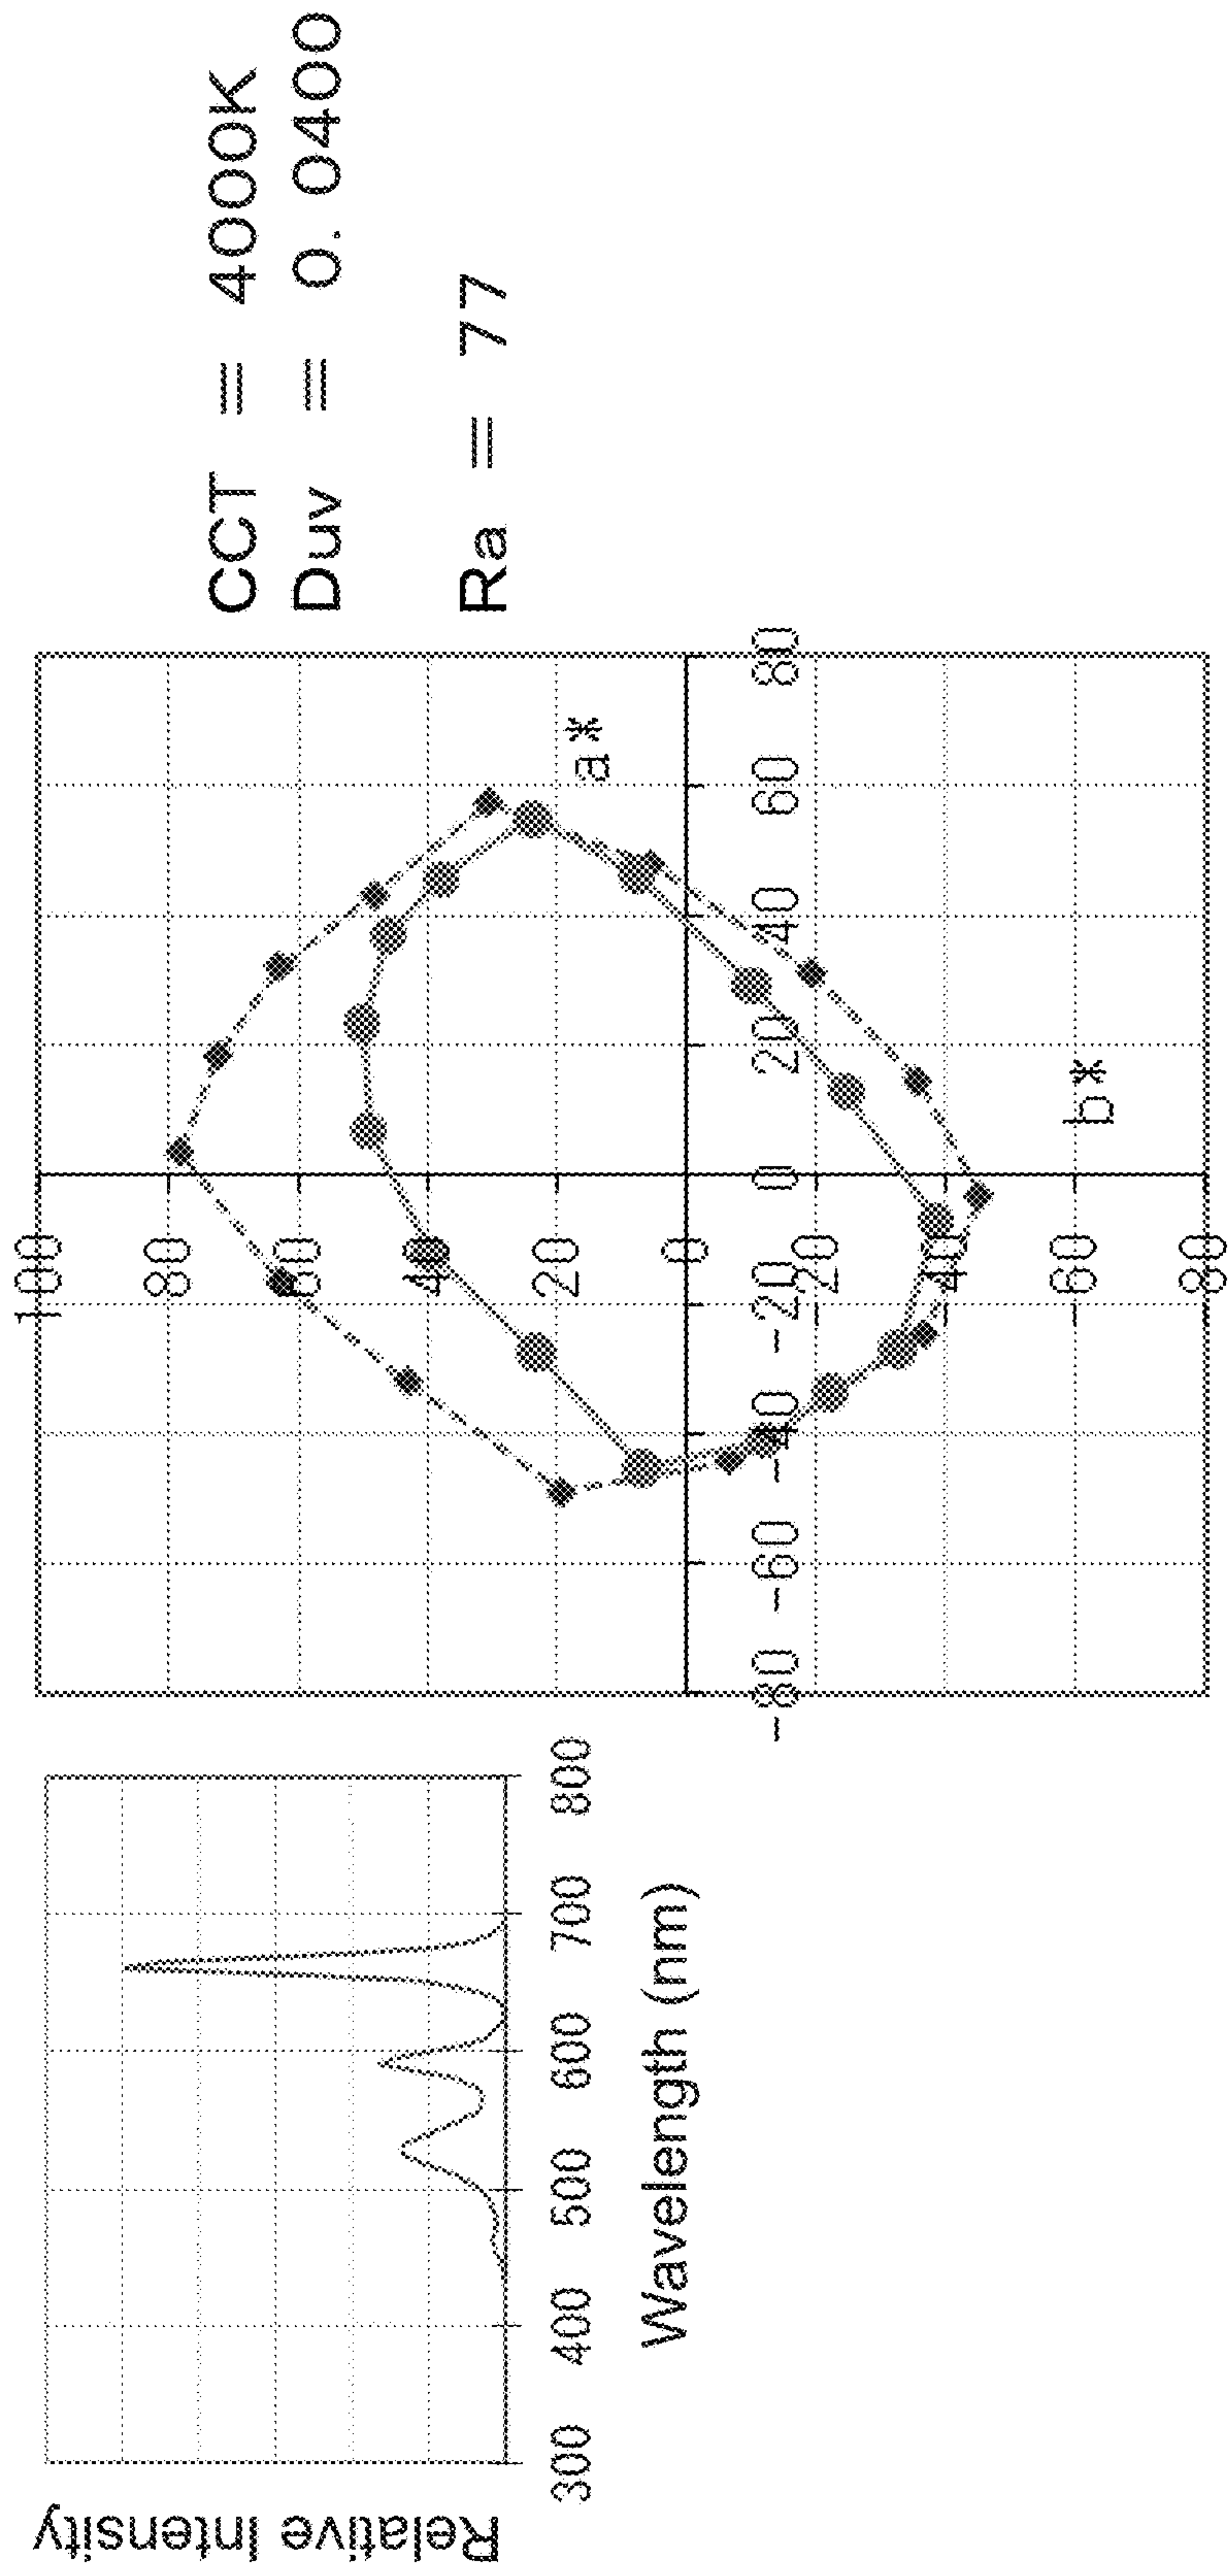 Relative Intensity
300 400 500 600 700 800
Wavelength (nm)
100
80
60
40
20
0
-20
-40
-60
-80
-80 -60 -40 -20 0 20 40 60 80
a*
b*
CCT = 4000K
Duv = 0. 0400
Ra = 77